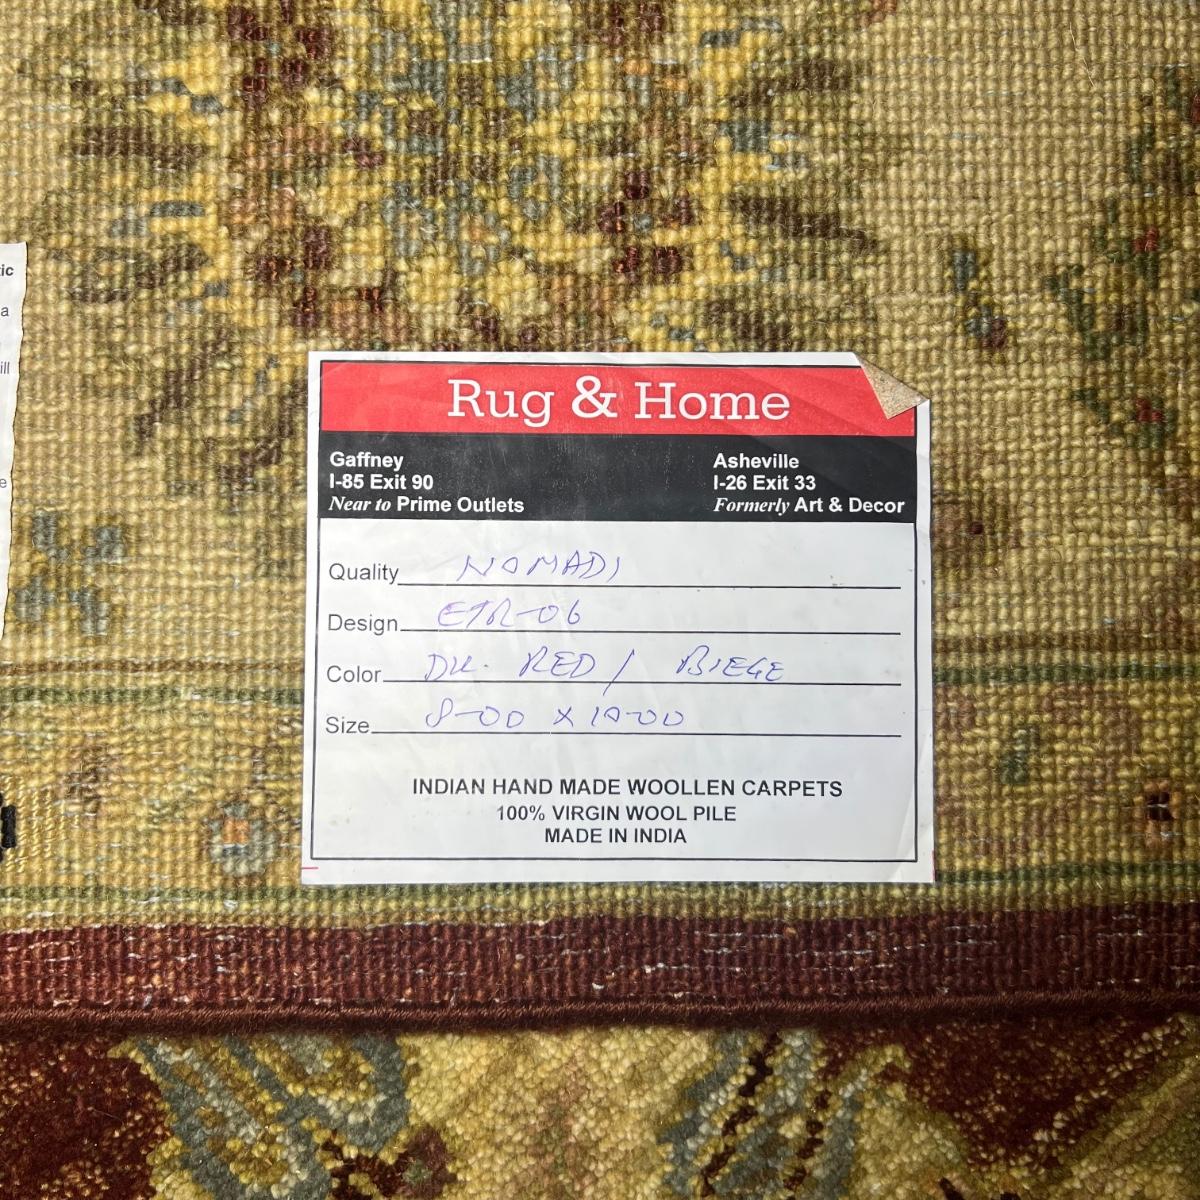 Rug & Home
Gaffney
I-85 Exit 90
Near to Prime Outlets
Asheville
I-26 Exit 33
Formerly Art & Decor
Quality NOMADI
Design ETR-06
Color DK. RED / BIEGE
Size 8-00 X 10-00
INDIAN HAND MADE WOOLLEN CARPETS
100% VIRGIN WOOL PILE
MADE IN INDIA